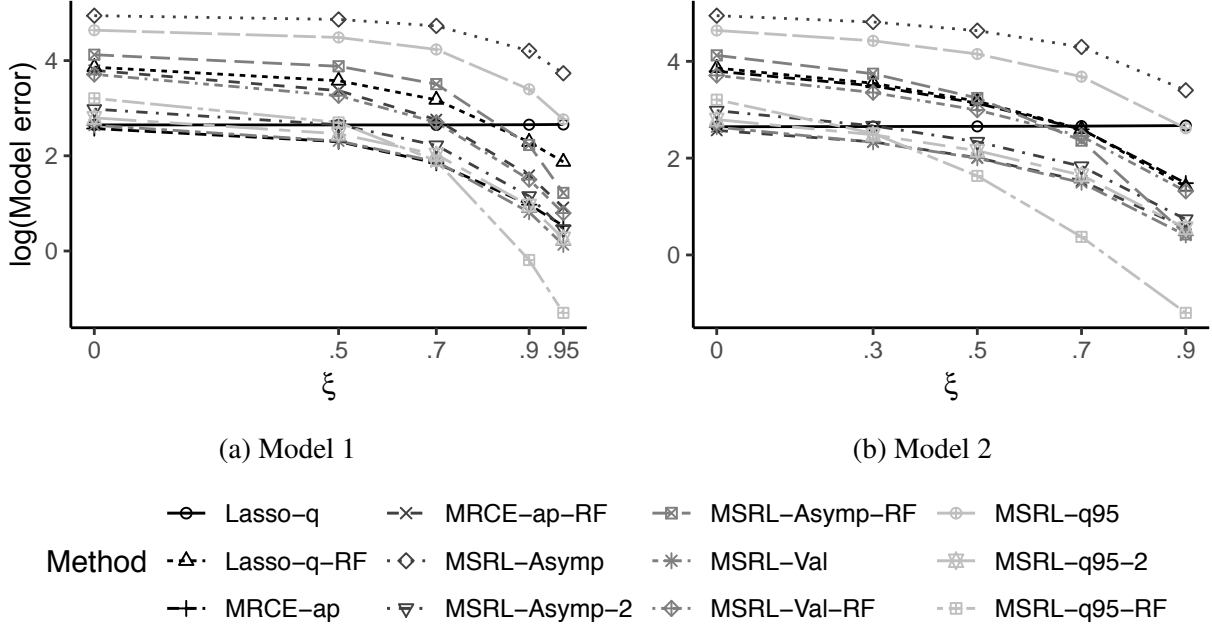 log(Model error)
4
2
0
0 .5 .7 .9 .95
ξ
(a) Model 1
4
2
0
0 .3 .5 .7 .9
ξ
(b) Model 2
Method
Lasso−q
Lasso−q−RF
MRCE−ap
MRCE−ap−RF
MSRL−Asymp
MSRL−Asymp−2
MSRL−Asymp−RF
MSRL−Val
MSRL−Val−RF
MSRL−q95
MSRL−q95−2
MSRL−q95−RF